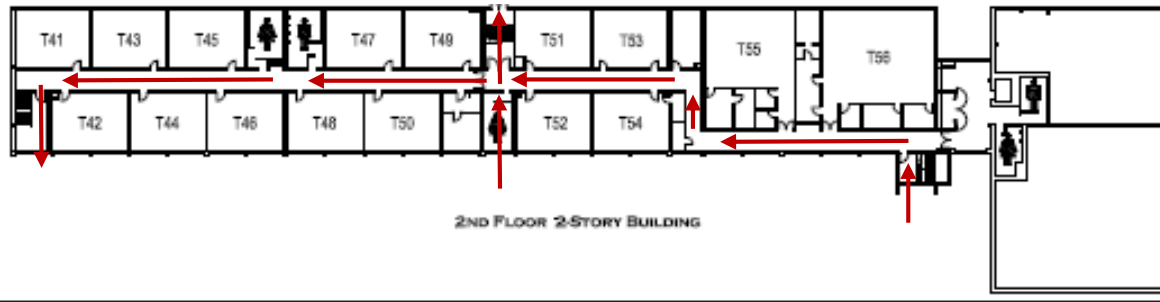 T41 T43 T45 T47 T49 T51 T53 T55 T56
T42 T44 T46 T48 T50 T52 T54
2ND FLOOR 2-STORY BUILDING